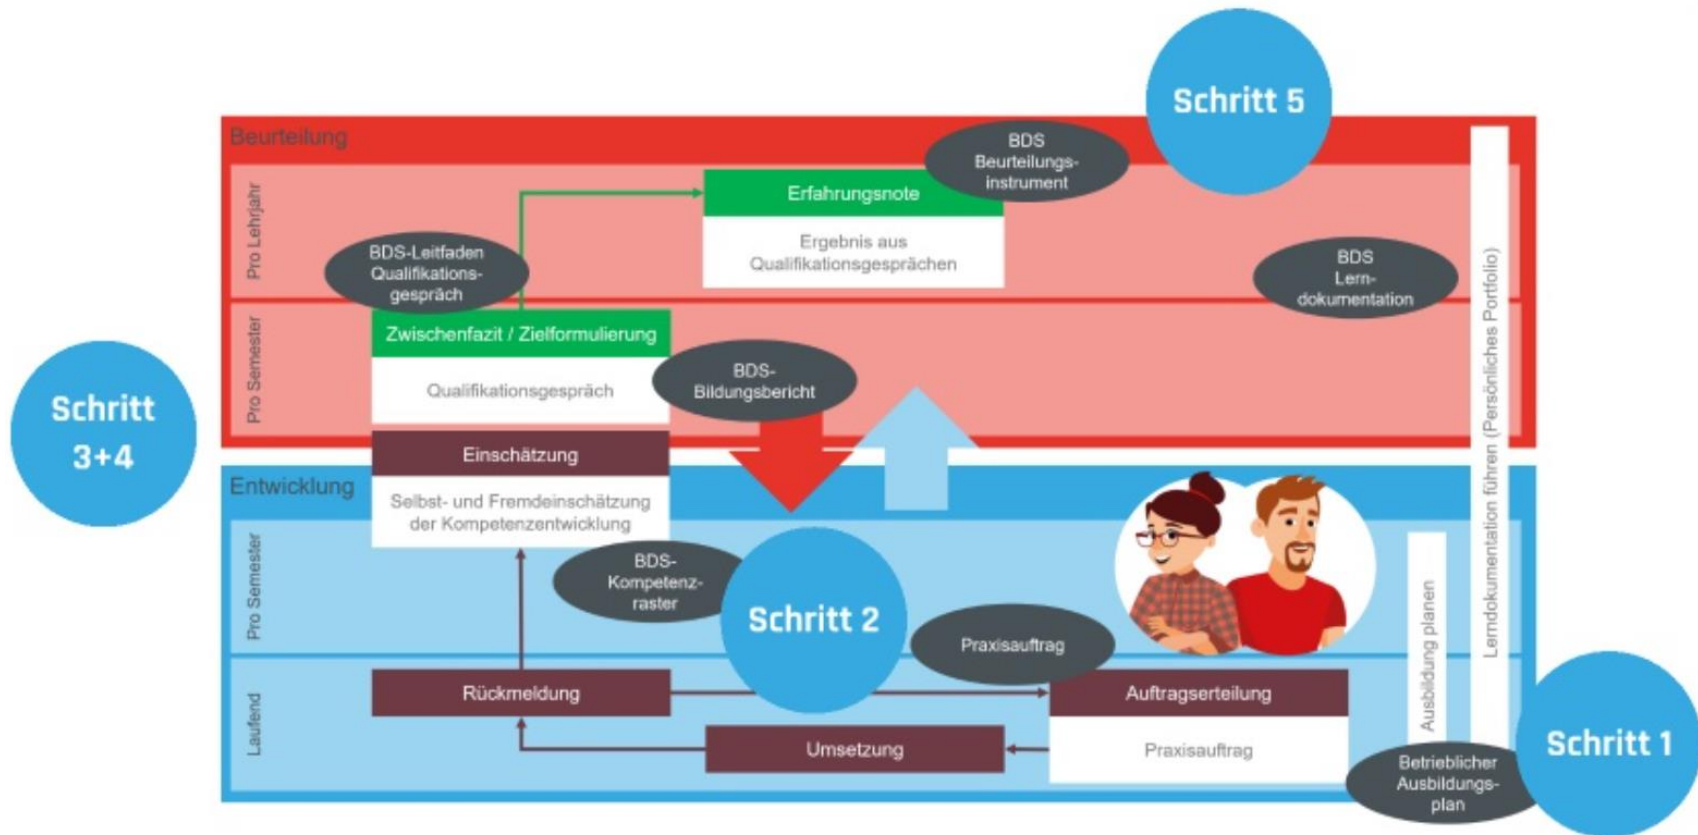 Schritt 5
Beurteilung
BDS
Beurteilungs-
instrument
Pro Lehrjahr
Erfahrungsnote
Ergebnis aus
Qualifikationsgesprächen
BDS-Leitfaden
Qualifikations-
gespräch
BDS
Lern-
dokumentation
Lerndokumentation führen (Persönliches Portfolio)
Pro Semester
Zwischenfazit / Zielformulierung
Qualifikationsgespräch
BDS-
Bildungsbericht
Schritt
3+4
Einschätzung
Selbst- und Fremdeinschätzung
der Kompetenzentwicklung
Entwicklung
Pro Semester
BDS-
Kompetenz-
raster
Schritt 2
Praxisauftrag
Ausbildung planen
Laufend
Rückmeldung
Auftragserteilung
Umsetzung
Praxisauftrag
Betrieblicher
Ausbildungs-
plan
Schritt 1